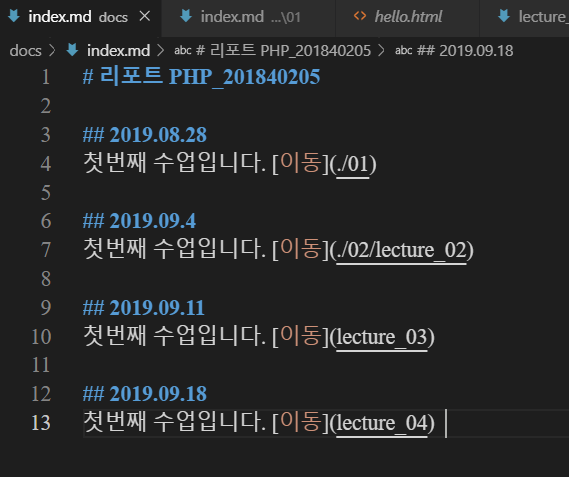 index.md docs × index.md ...\01 <> hello.html lecture_
docs > index.md > abc # 리포트 PHP_201840205 > abc ## 2019.09.18
1 # 리포트 PHP_201840205
2
3 ## 2019.08.28
4 첫번째 수업입니다. [이동](./01)
5
6 ## 2019.09.4
7 첫번째 수업입니다. [이동](./02/lecture_02)
8
9 ## 2019.09.11
10 첫번째 수업입니다. [이동](lecture_03)
11
12 ## 2019.09.18
13 첫번째 수업입니다. [이동](lecture_04)